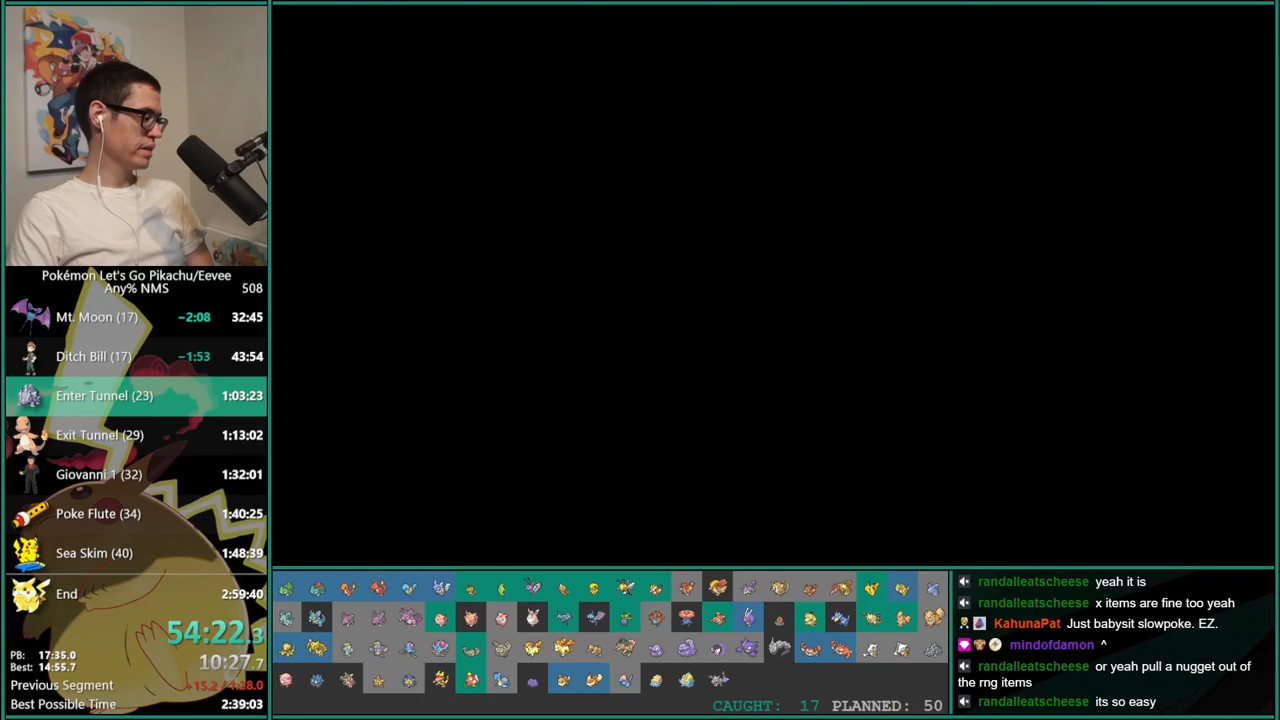 Pokémon Let's Go Pikachu/Eevee
Any% NMS 508
Mt. Moon (17) −2:08 32:45
Ditch Bill (17) −1:53 43:54
Enter Tunnel (23) 1:03:23
Exit Tunnel (29) 1:13:02
Giovanni 1 (32) 1:32:01
Poke Flute (34) 1:40:25
Sea Skim (40) 1:48:39
End 2:59:40
54:22.3
PB: 17:35.0 10:27.7
Best: 14:55.7
Previous Segment +15.2 / -1:28.0
Best Possible Time 2:39:03
CAUGHT: 17 PLANNED: 50
randalleatscheese yeah it is
randalleatscheese x items are fine too yeah
KahunaPat Just babysit slowpoke. EZ.
mindofdamon ^
randalleatscheese or yeah pull a nugget out of
the rng items
randalleatscheese its so easy